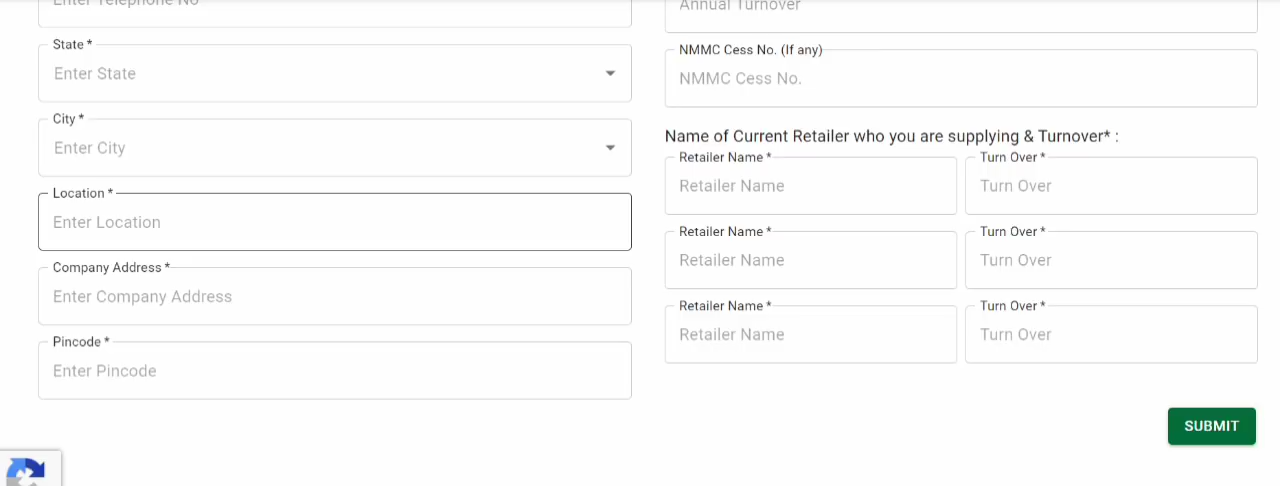 Enter Telephone No
State *
Enter State
City *
Enter City
Location *
Enter Location
Company Address *
Enter Company Address
Pincode *
Enter Pincode
Annual Turnover
NMMC Cess No. (If any)
NMMC Cess No.
Name of Current Retailer who you are supplying & Turnover* :
Retailer Name * Turn Over *
Retailer Name Turn Over
Retailer Name * Turn Over *
Retailer Name Turn Over
Retailer Name * Turn Over *
Retailer Name Turn Over
SUBMIT